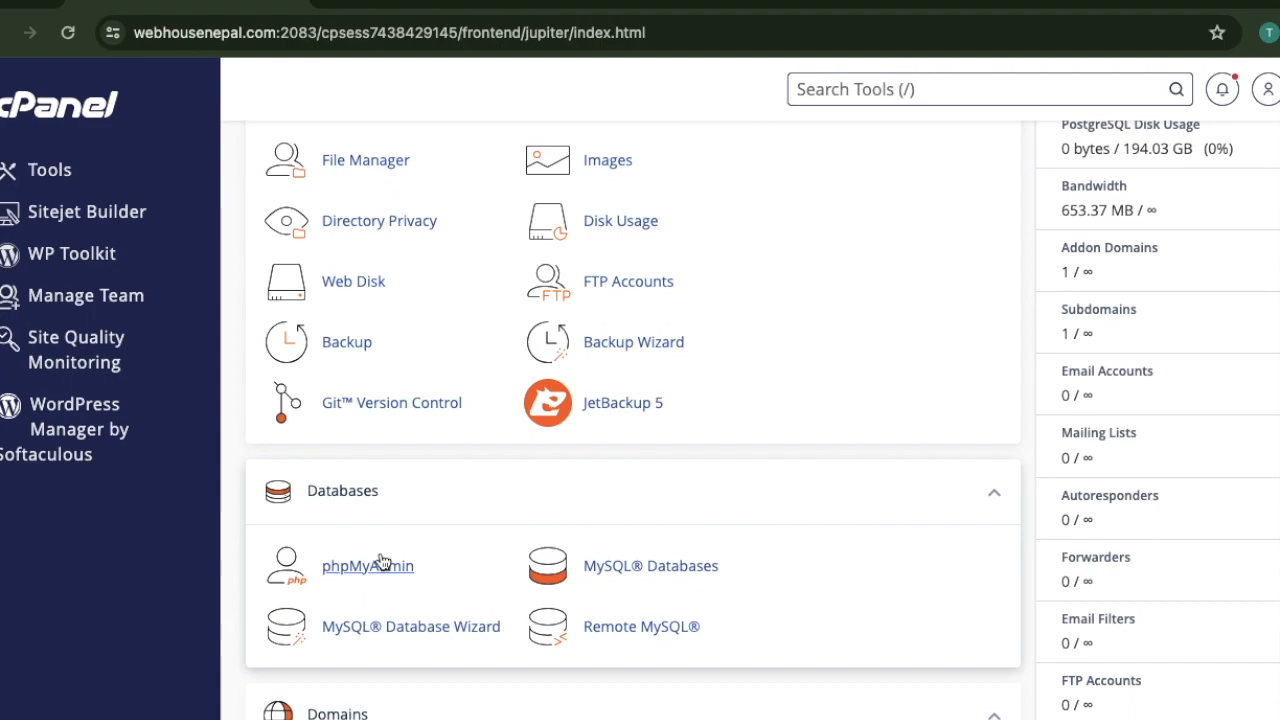 webhousenepal.com:2083/cpsess7438429145/frontend/jupiter/index.html
T
cPanel
Search Tools (/)
Tools
Sitejet Builder
WP Toolkit
Manage Team
Site Quality
Monitoring
WordPress
Manager by
Softaculous
File Manager
Images
Directory Privacy
Disk Usage
Web Disk
FTP
FTP Accounts
Backup
Backup Wizard
Git™ Version Control
JetBackup 5
Databases
php
phpMyAdmin
MySQL® Databases
MySQL® Database Wizard
Remote MySQL®
Domains
PostgreSQL Disk Usage
0 bytes / 194.03 GB (0%)
Bandwidth
653.37 MB / ∞
Addon Domains
1 / ∞
Subdomains
1 / ∞
Email Accounts
0 / ∞
Mailing Lists
0 / ∞
Autoresponders
0 / ∞
Forwarders
0 / ∞
Email Filters
0 / ∞
FTP Accounts
0 / ∞